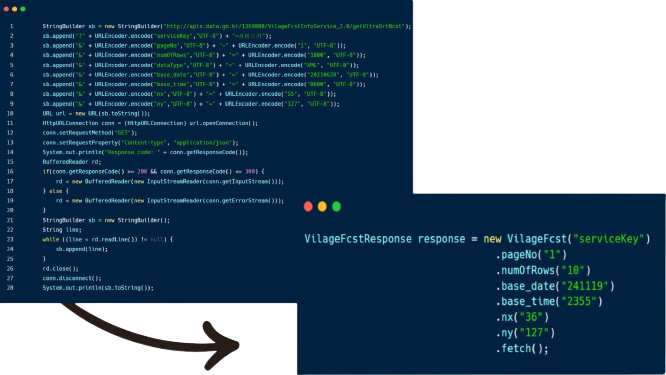 1 StringBuilder sb = new StringBuilder("http://apis.data.go.kr/1360000/VilageFcstInfoService_2.0/getUltraSrtNcst");
2 sb.append("?" + URLEncoder.encode("serviceKey","UTF-8") + "=서비스키");
3 sb.append("&" + URLEncoder.encode("pageNo","UTF-8") + "=" + URLEncoder.encode("1", "UTF-8"));
4 sb.append("&" + URLEncoder.encode("numOfRows","UTF-8") + "=" + URLEncoder.encode("1000", "UTF-8"));
5 sb.append("&" + URLEncoder.encode("dataType","UTF-8") + "=" + URLEncoder.encode("XML", "UTF-8"));
6 sb.append("&" + URLEncoder.encode("base_date","UTF-8") + "=" + URLEncoder.encode("20210628", "UTF-8"));
7 sb.append("&" + URLEncoder.encode("base_time","UTF-8") + "=" + URLEncoder.encode("0600", "UTF-8"));
8 sb.append("&" + URLEncoder.encode("nx","UTF-8") + "=" + URLEncoder.encode("55", "UTF-8"));
9 sb.append("&" + URLEncoder.encode("ny","UTF-8") + "=" + URLEncoder.encode("127", "UTF-8"));
10 URL url = new URL(sb.toString());
11 HttpURLConnection conn = (HttpURLConnection) url.openConnection();
12 conn.setRequestMethod("GET");
13 conn.setRequestProperty("Content-type", "application/json");
14 System.out.println("Response code: " + conn.getResponseCode());
15 BufferedReader rd;
16 if(conn.getResponseCode() >= 200 && conn.getResponseCode() <= 300) {
17 rd = new BufferedReader(new InputStreamReader(conn.getInputStream()));
18 } else {
19 rd = new BufferedReader(new InputStreamReader(conn.getErrorStream()));
20 }
21 StringBuilder sb = new StringBuilder();
22 String line;
23 while ((line = rd.readLine()) != null) {
24 sb.append(line);
25 }
26 rd.close();
27 conn.disconnect();
28 System.out.println(sb.toString());
VilageFcstResponse response = new VilageFcst("serviceKey")
.pageNo("1")
.numOfRows("10")
.base_date("241119")
.base_time("2355")
.nx("36")
.ny("127")
.fetch();